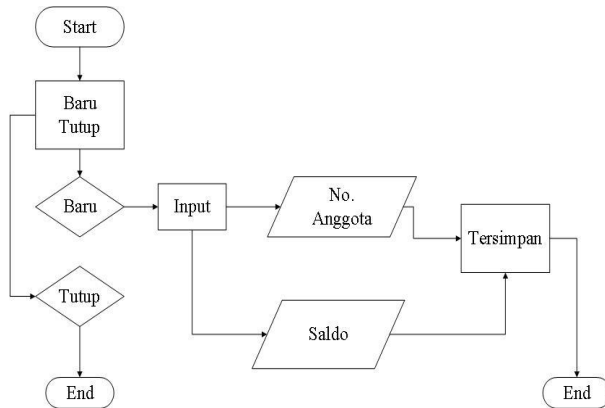 Start
Baru
Tutup
Baru
Input
No.
Anggota
Tersimpan
Tutup
Saldo
End
End